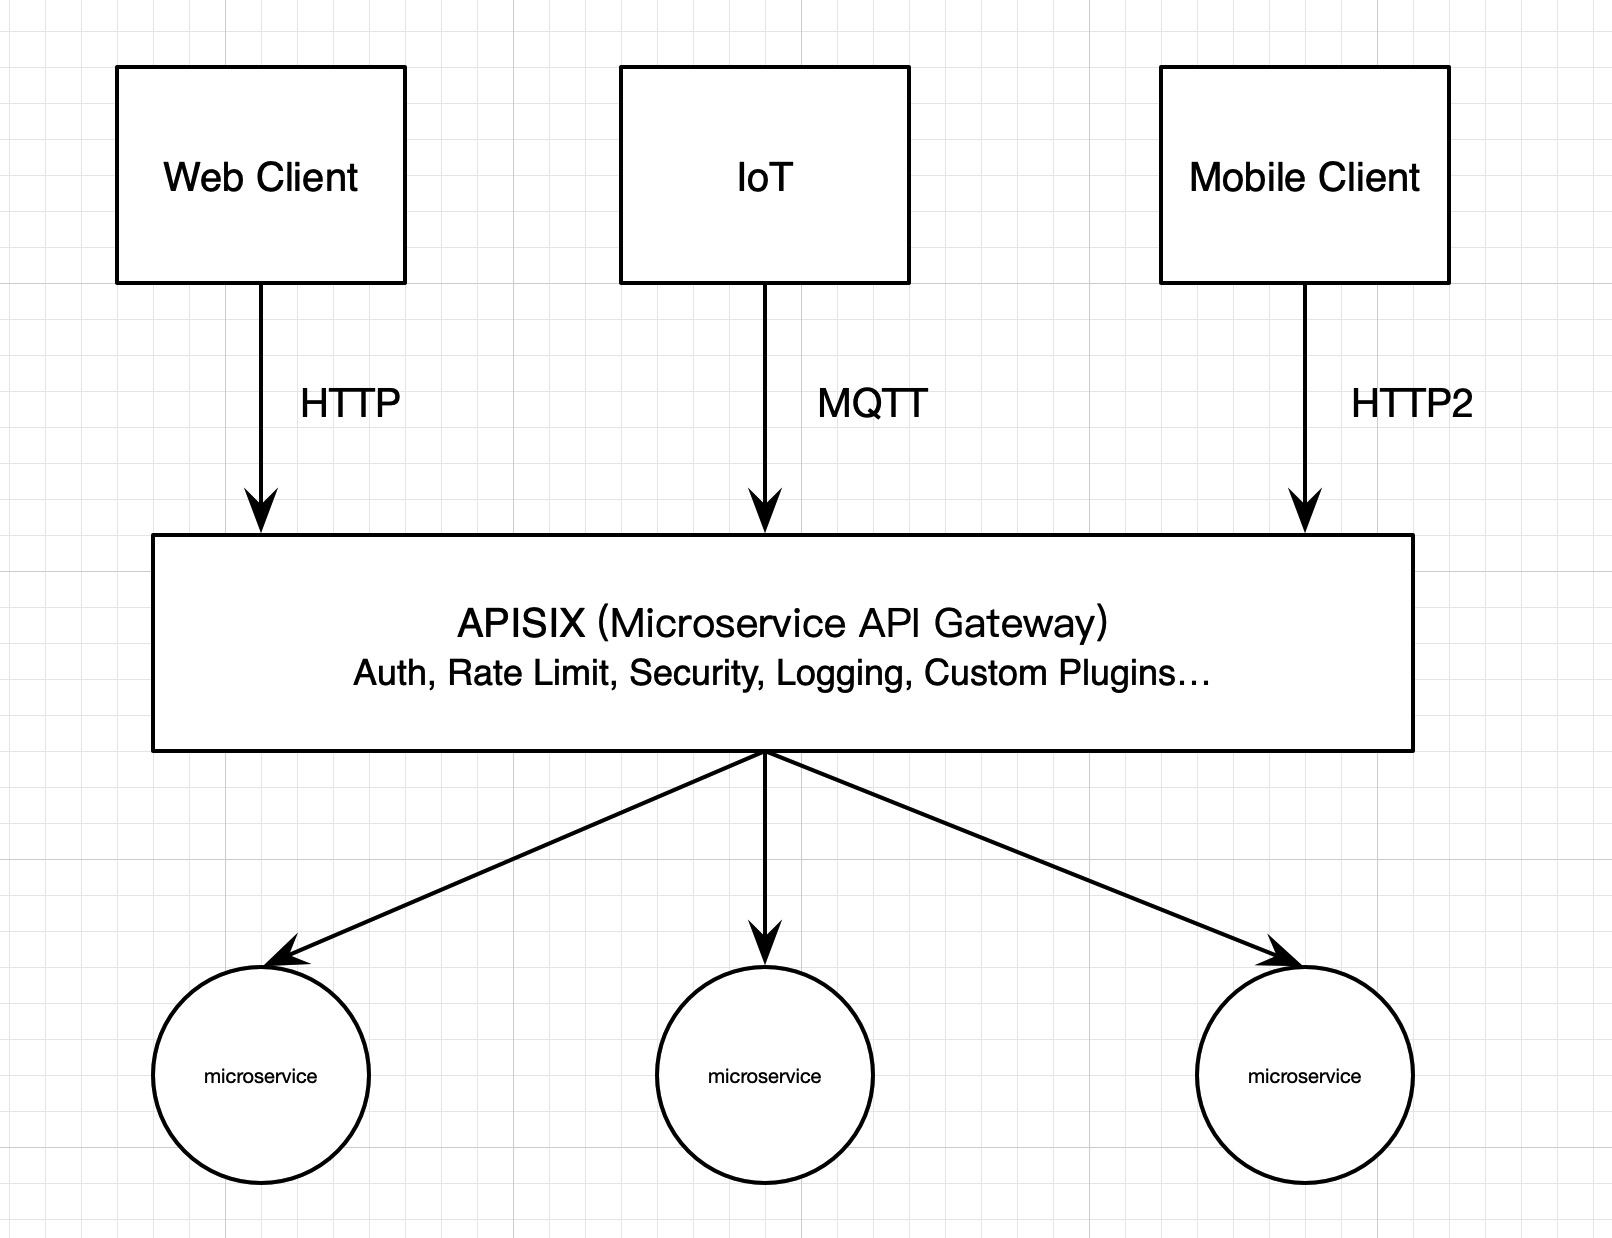 Web Client
IoT
Mobile Client
HTTP
MQTT
HTTP2
APISIX (Microservice API Gateway)
Auth, Rate Limit, Security, Logging, Custom Plugins...
microservice
microservice
microservice